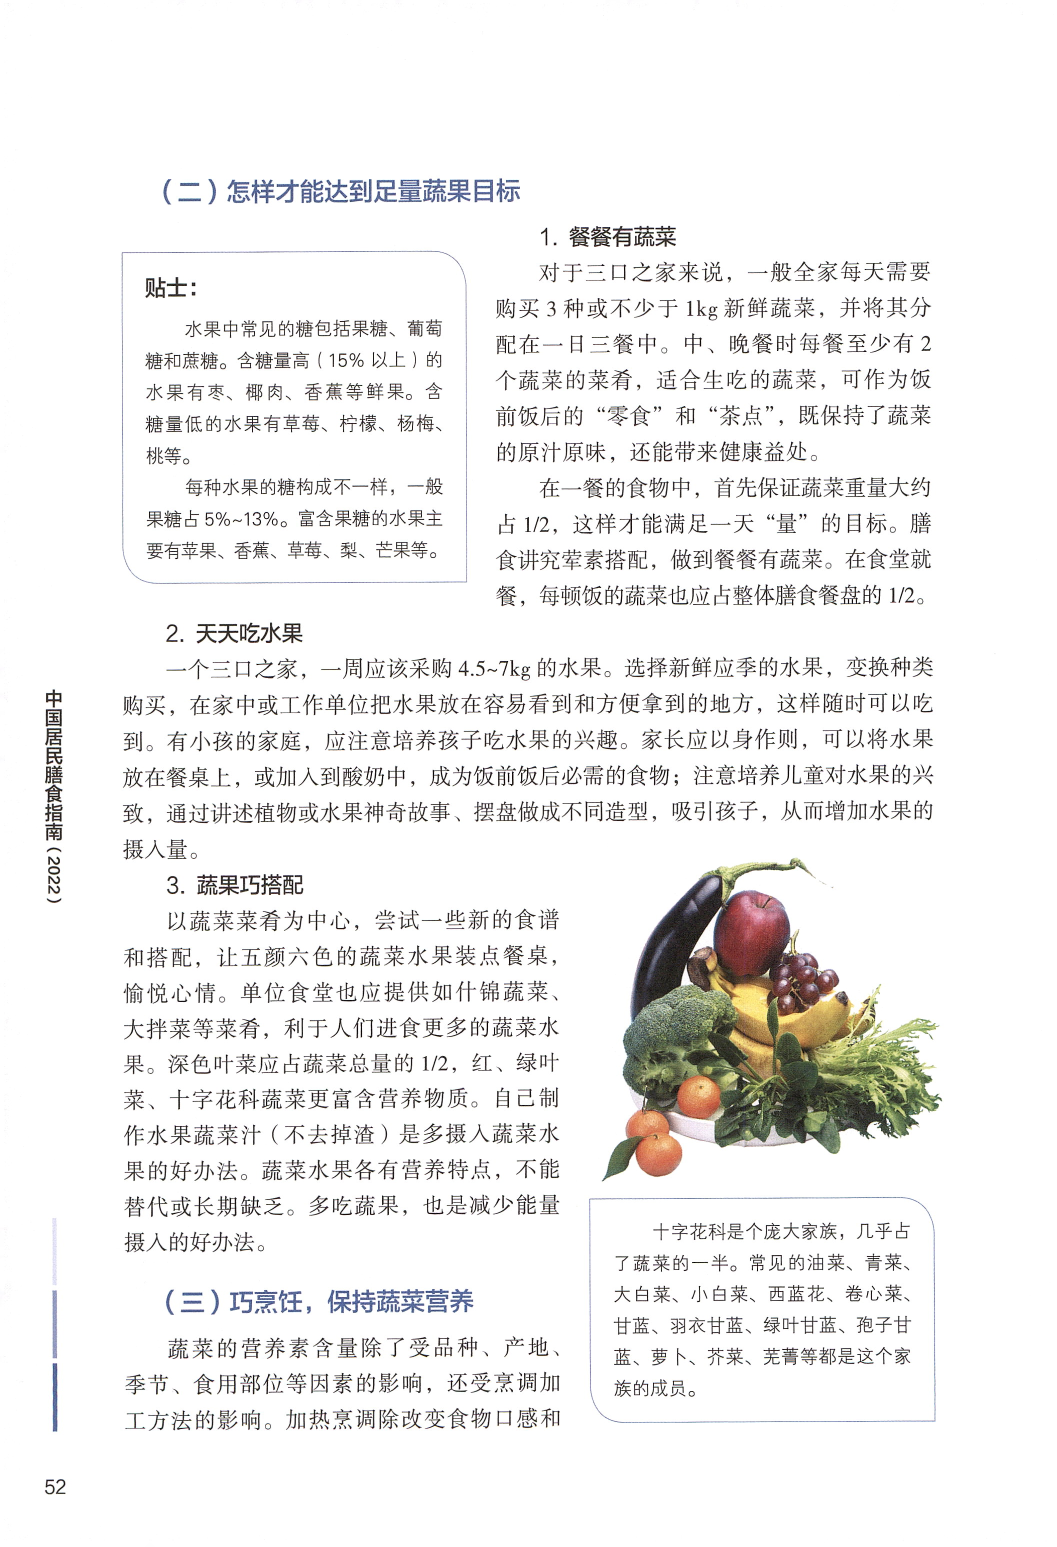 （二）怎样才能达到足量蔬果目标
贴士：
水果中常见的糖包括果糖、葡萄
糖和蔗糖。含糖量高（15% 以上）的
水果有枣、椰肉、香蕉等鲜果。含
糖量低的水果有草莓、柠檬、杨梅、
桃等。
每种水果的糖构成不一样，一般
果糖占 5%~13%。富含果糖的水果主
要有苹果、香蕉、草莓、梨、芒果等。
1. 餐餐有蔬菜
对于三口之家来说，一般全家每天需要
购买 3 种或不少于 1kg 新鲜蔬菜，并将其分
配在一日三餐中。中、晚餐时每餐至少有 2
个蔬菜的菜肴，适合生吃的蔬菜，可作为饭
前饭后的“零食”和“茶点”，既保持了蔬菜
的原汁原味，还能带来健康益处。
在一餐的食物中，首先保证蔬菜重量大约
占 1/2，这样才能满足一天“量”的目标。膳
食讲究荤素搭配，做到餐餐有蔬菜。在食堂就
餐，每顿饭的蔬菜也应占整体膳食餐盘的 1/2。
2. 天天吃水果
一个三口之家，一周应该采购 4.5~7kg 的水果。选择新鲜应季的水果，变换种类
购买，在家中或工作单位把水果放在容易看到和方便拿到的地方，这样随时可以吃
到。有小孩的家庭，应注意培养孩子吃水果的兴趣。家长应以身作则，可以将水果
放在餐桌上，或加入到酸奶中，成为饭前饭后必需的食物；注意培养儿童对水果的兴
致，通过讲述植物或水果神奇故事、摆盘做成不同造型，吸引孩子，从而增加水果的
摄入量。
3. 蔬果巧搭配
以蔬菜菜肴为中心，尝试一些新的食谱
和搭配，让五颜六色的蔬菜水果装点餐桌，
愉悦心情。单位食堂也应提供如什锦蔬菜、
大拌菜等菜肴，利于人们进食更多的蔬菜水
果。深色叶菜应占蔬菜总量的 1/2，红、绿叶
菜、十字花科蔬菜更富含营养物质。自己制
作水果蔬菜汁（不去掉渣）是多摄入蔬菜水
果的好办法。蔬菜水果各有营养特点，不能
替代或长期缺乏。多吃蔬果，也是减少能量
摄入的好办法。
十字花科是个庞大家族，几乎占
了蔬菜的一半。常见的油菜、青菜、
大白菜、小白菜、西蓝花、卷心菜、
甘蓝、羽衣甘蓝、绿叶甘蓝、孢子甘
蓝、萝卜、芥菜、芜菁等都是这个家
族的成员。
（三）巧烹饪，保持蔬菜营养
蔬菜的营养素含量除了受品种、产地、
季节、食用部位等因素的影响，还受烹调加
工方法的影响。加热烹调除改变食物口感和
中国居民膳食指南（2022）
52